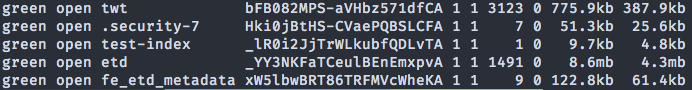 green open twt bFB082MPS-aVHbz571dfCA 1 1 3123 0 775.9kb 387.9kb
green open .security-7 Hki0jBtHS-CVaePQBSLCFA 1 1 7 0 51.3kb 25.6kb
green open test-index _lR0i2JjTrWLkubfQDLvTA 1 1 1 0 9.7kb 4.8kb
green open etd _YY3NKFaTCeulBEnEmxpvA 1 1 1491 0 8.6mb 4.3mb
green open fe_etd_metadata xW5lbwBRT86TRFMVcWheKA 1 1 9 0 122.8kb 61.4kb